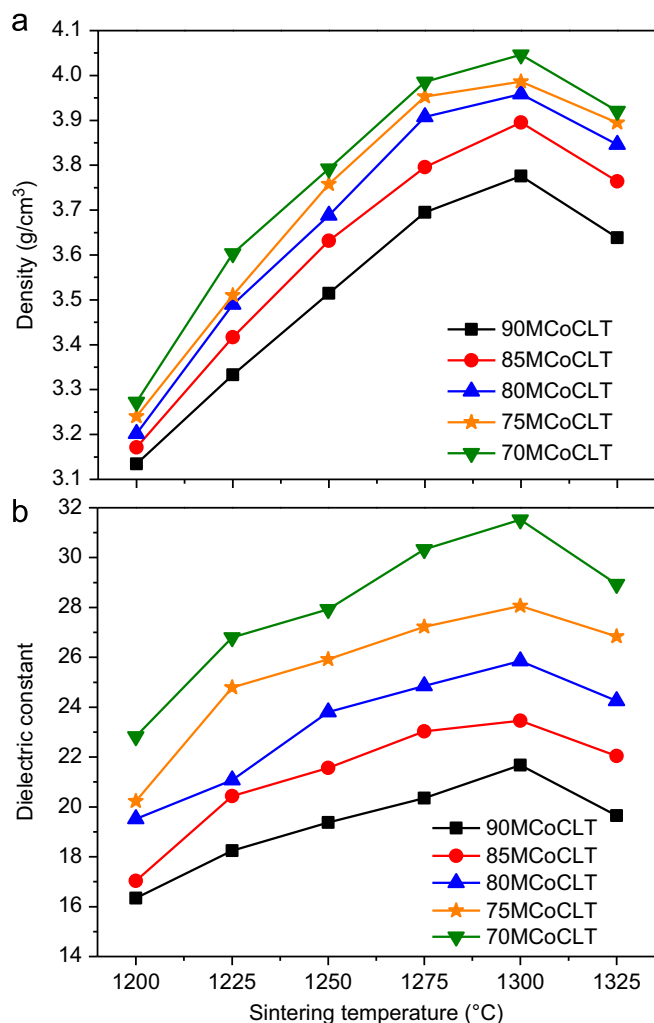 a
4.1
4.0
3.9
3.8
3.7
3.6
3.5
3.4
3.3
3.2
3.1
Density (g/cm³)
90MCoCLT
85MCoCLT
80MCoCLT
75MCoCLT
70MCoCLT
b
32
30
28
26
24
22
20
18
16
14
Dielectric constant
90MCoCLT
85MCoCLT
80MCoCLT
75MCoCLT
70MCoCLT
1200 1225 1250 1275 1300 1325
Sintering temperature (°C)